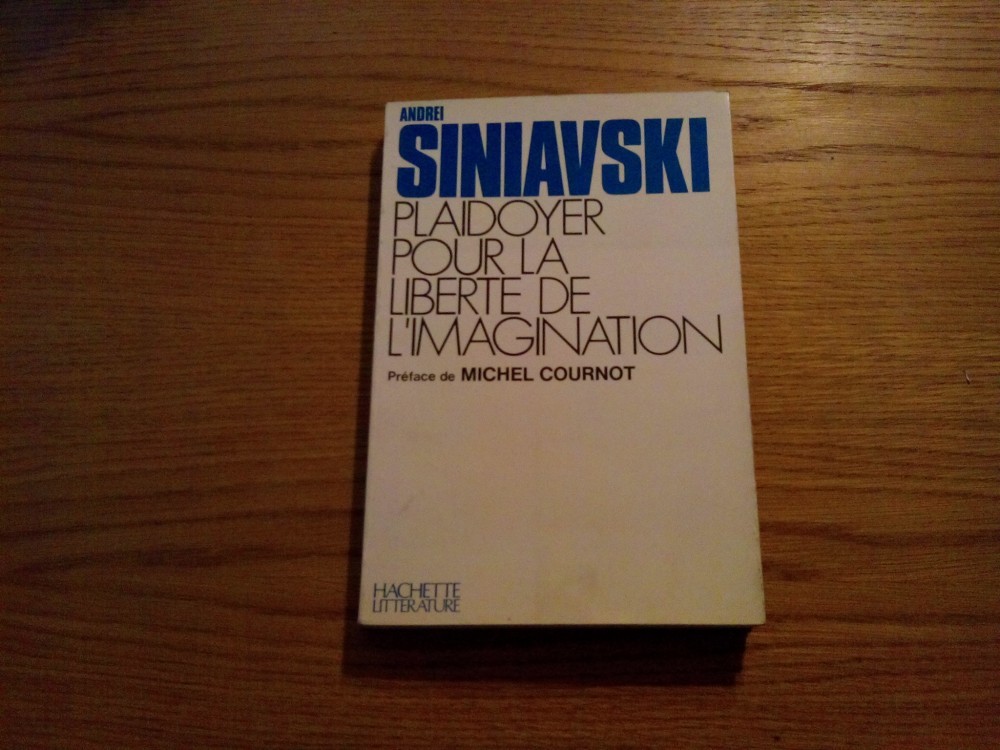 ANDREI
SINIAVSKI
PLAIDOYER
POUR LA
LIBERTE DE
L'IMAGINATION
Préface de MICHEL COURNOT
HACHETTE
LITTERATURE